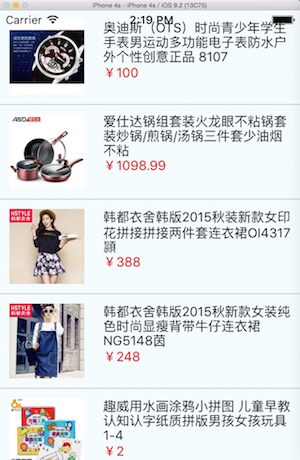 iPhone 4s - iPhone 4s / iOS 9.2 (13C75)
Carrier 2:19 PM
奥迪斯（OTS）时尚青少年学生
手表男运动多功能电子表防水户
外个性创意正品 8107
￥100
ASD
爱仕达锅组套装火龙眼不粘锅套
装炒锅/煎锅/汤锅三件套少油烟
不粘
￥1098.99
HSTYLE
韩都衣舍
韩都衣舍韩版2015秋装新款女印
花拼接拼接两件套连衣裙OI4317
潁
￥388
HSTYLE
韩都衣舍
韩都衣舍韩版2015秋新款女装纯
色时尚显瘦背带牛仔连衣裙
NG5148茵
￥248
趣威用水画涂鸦小拼图 儿童早教
认知认字纸质拼版男孩女孩玩具
1-4
￥2